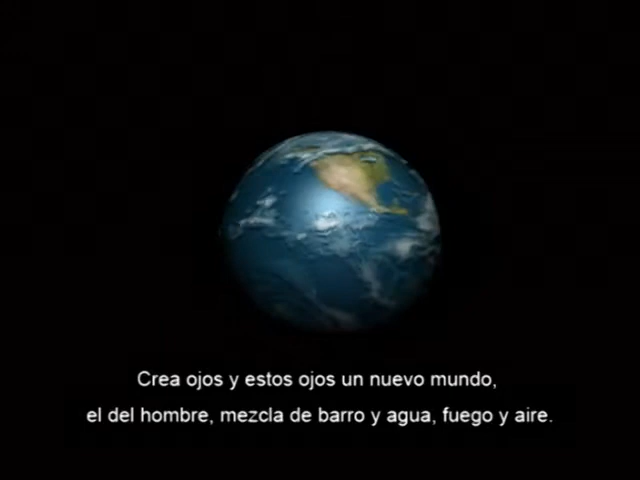 Crea ojos y estos ojos un nuevo mundo,
el del hombre, mezcla de barro y agua, fuego y aire.